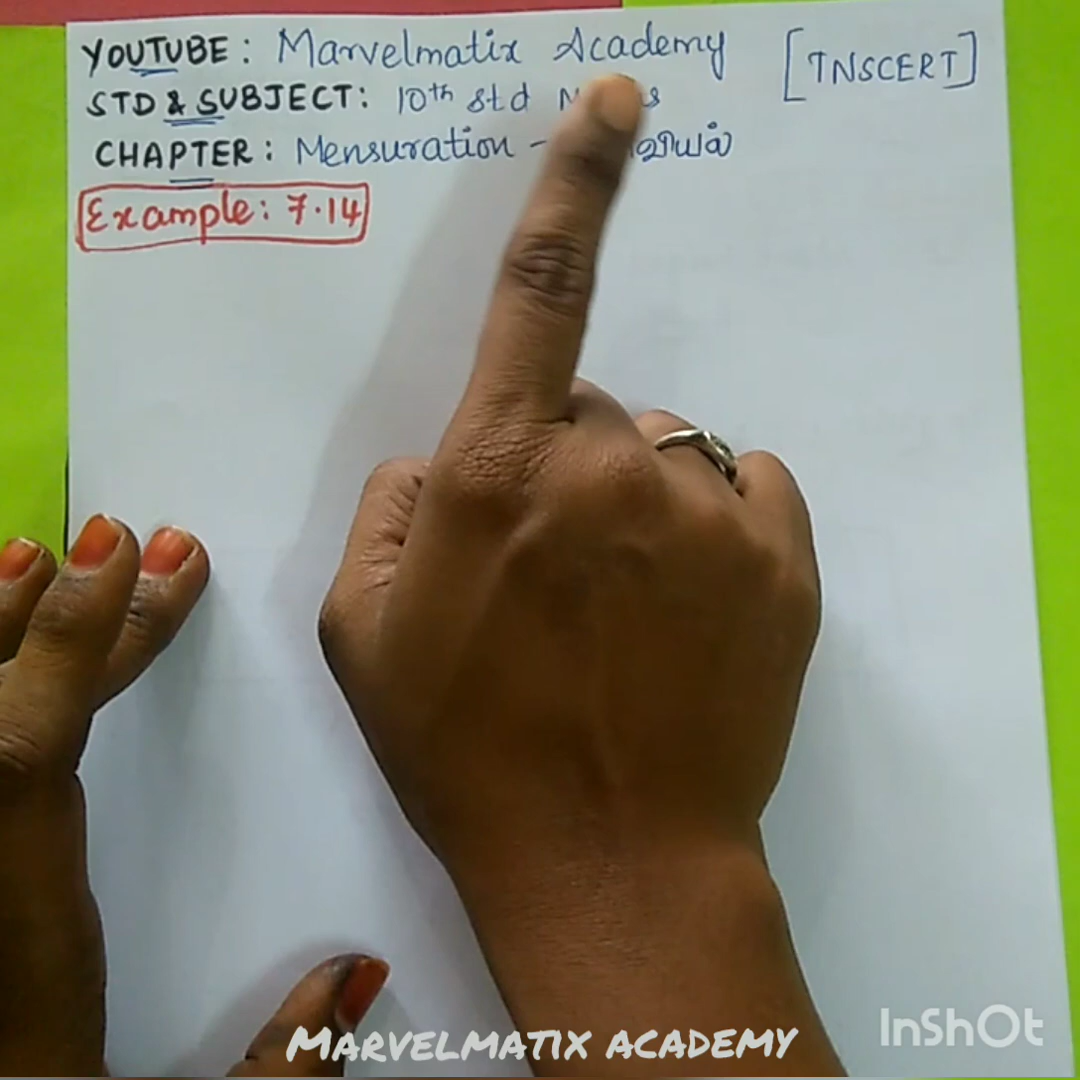 YOUTUBE: Marvelmatix Academy [TNSCERT]
STD & SUBJECT: 10th std
CHAPTER: Mensuration -
Example: 7.14
InShOt
MARVELMATIX ACADEMY